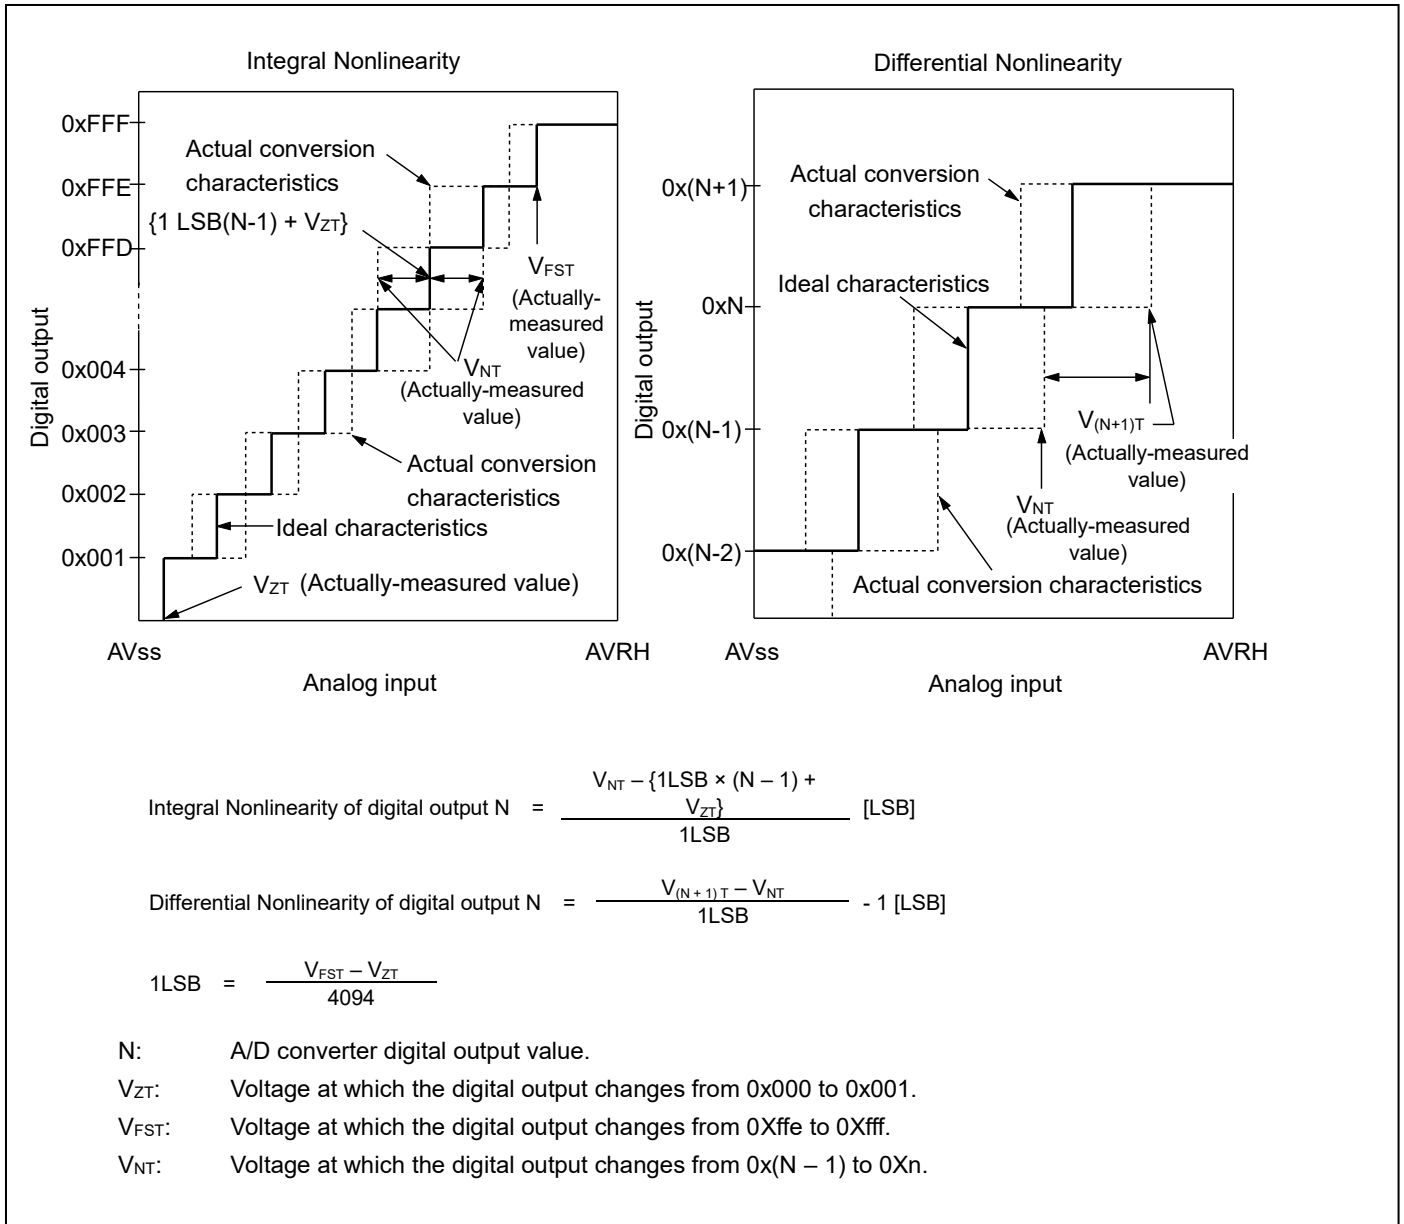 Integral Nonlinearity
0xFFF
0xFFE
0xFFD
0x004
0x003
0x002
0x001
Digital output
Actual conversion
characteristics
{1 LSB(N-1) + VZT}
VFST
(Actually-
measured
value)
VNT
(Actually-measured
value)
Actual conversion
characteristics
Ideal characteristics
VZT (Actually-measured value)
AVss
AVRH
Analog input
Differential Nonlinearity
0x(N+1)
0xN
0x(N-1)
0x(N-2)
Digital output
Actual conversion
characteristics
Ideal characteristics
V(N+1)T
(Actually-measured
value)
VNT
(Actually-measured
value)
Actual conversion characteristics
AVss
AVRH
Analog input
Integral Nonlinearity of digital output N =
VNT – {1LSB × (N – 1) +
VZT}
1LSB
[LSB]
Differential Nonlinearity of digital output N =
V(N + 1) T – VNT
1LSB
- 1 [LSB]
1LSB =
VFST – VZT
4094
N: A/D converter digital output value.
VZT: Voltage at which the digital output changes from 0x000 to 0x001.
VFST: Voltage at which the digital output changes from 0Xffe to 0Xfff.
VNT: Voltage at which the digital output changes from 0x(N – 1) to 0Xn.